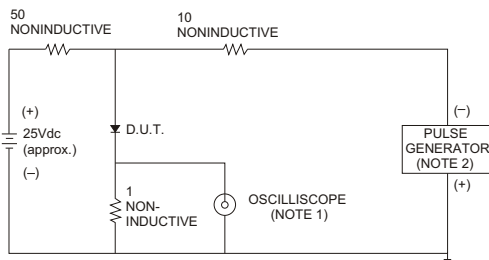 50
NONINDUCTIVE
10
NONINDUCTIVE
(+)
25Vdc
(approx.)
(–)
D.U.T.
1
NON-
INDUCTIVE
OSCILLISCOPE
(NOTE 1)
(–)
PULSE
GENERATOR
(NOTE 2)
(+)